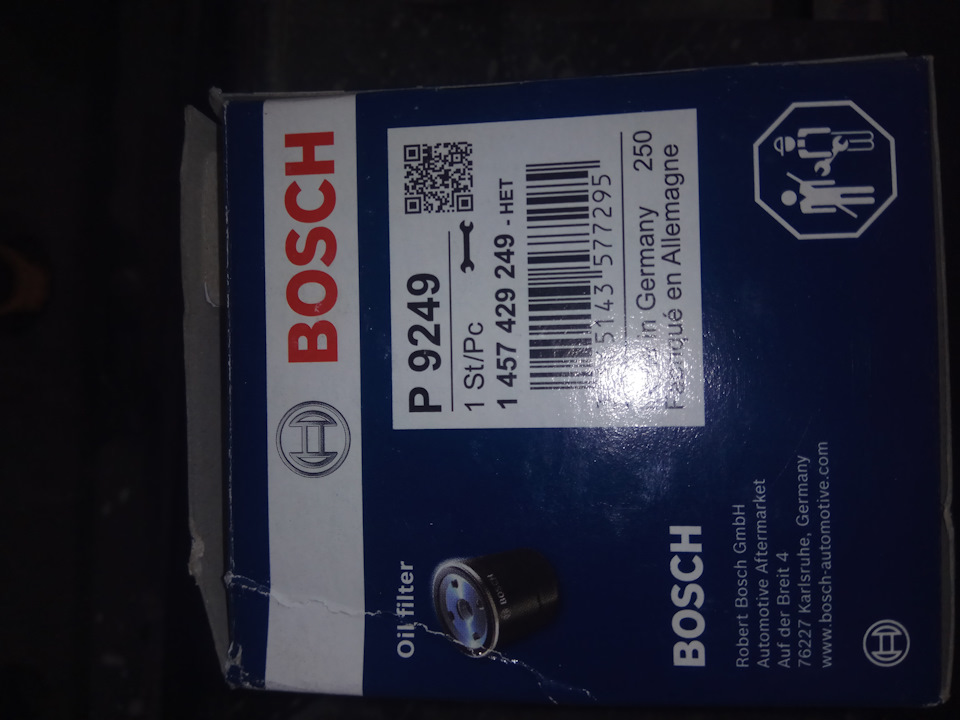 BOSCH
P 9249
1 St/Pc
1 457 429 249 - HET
5143 577295
in Germany 250
en Allemagne
Oil filter
BOSCH
BOSCH
Robert Bosch GmbH
Automotive Aftermarket
Auf der Breit 4
76227 Karlsruhe, Germany
www.bosch-automotive.com